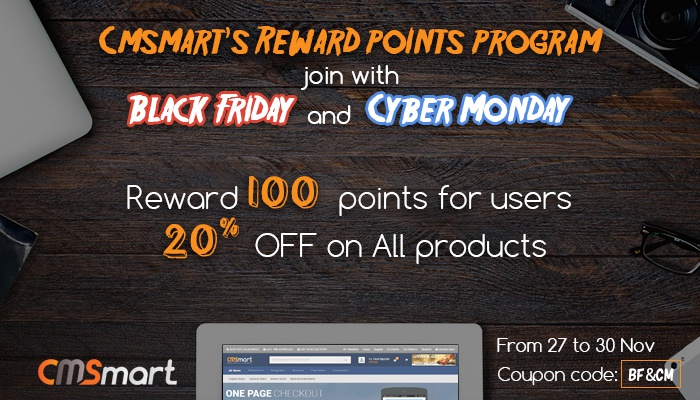 CMSMART'S REWARD POINTS PROGRAM
join with
BLACK FRIDAY and CYBER MONDAY
Reward 100 points for users
20% OFF on All products
From 27 to 30 Nov
CMSmart
Coupon code: BF&CM
CMSmart
ONE PAGE CHECKOUT